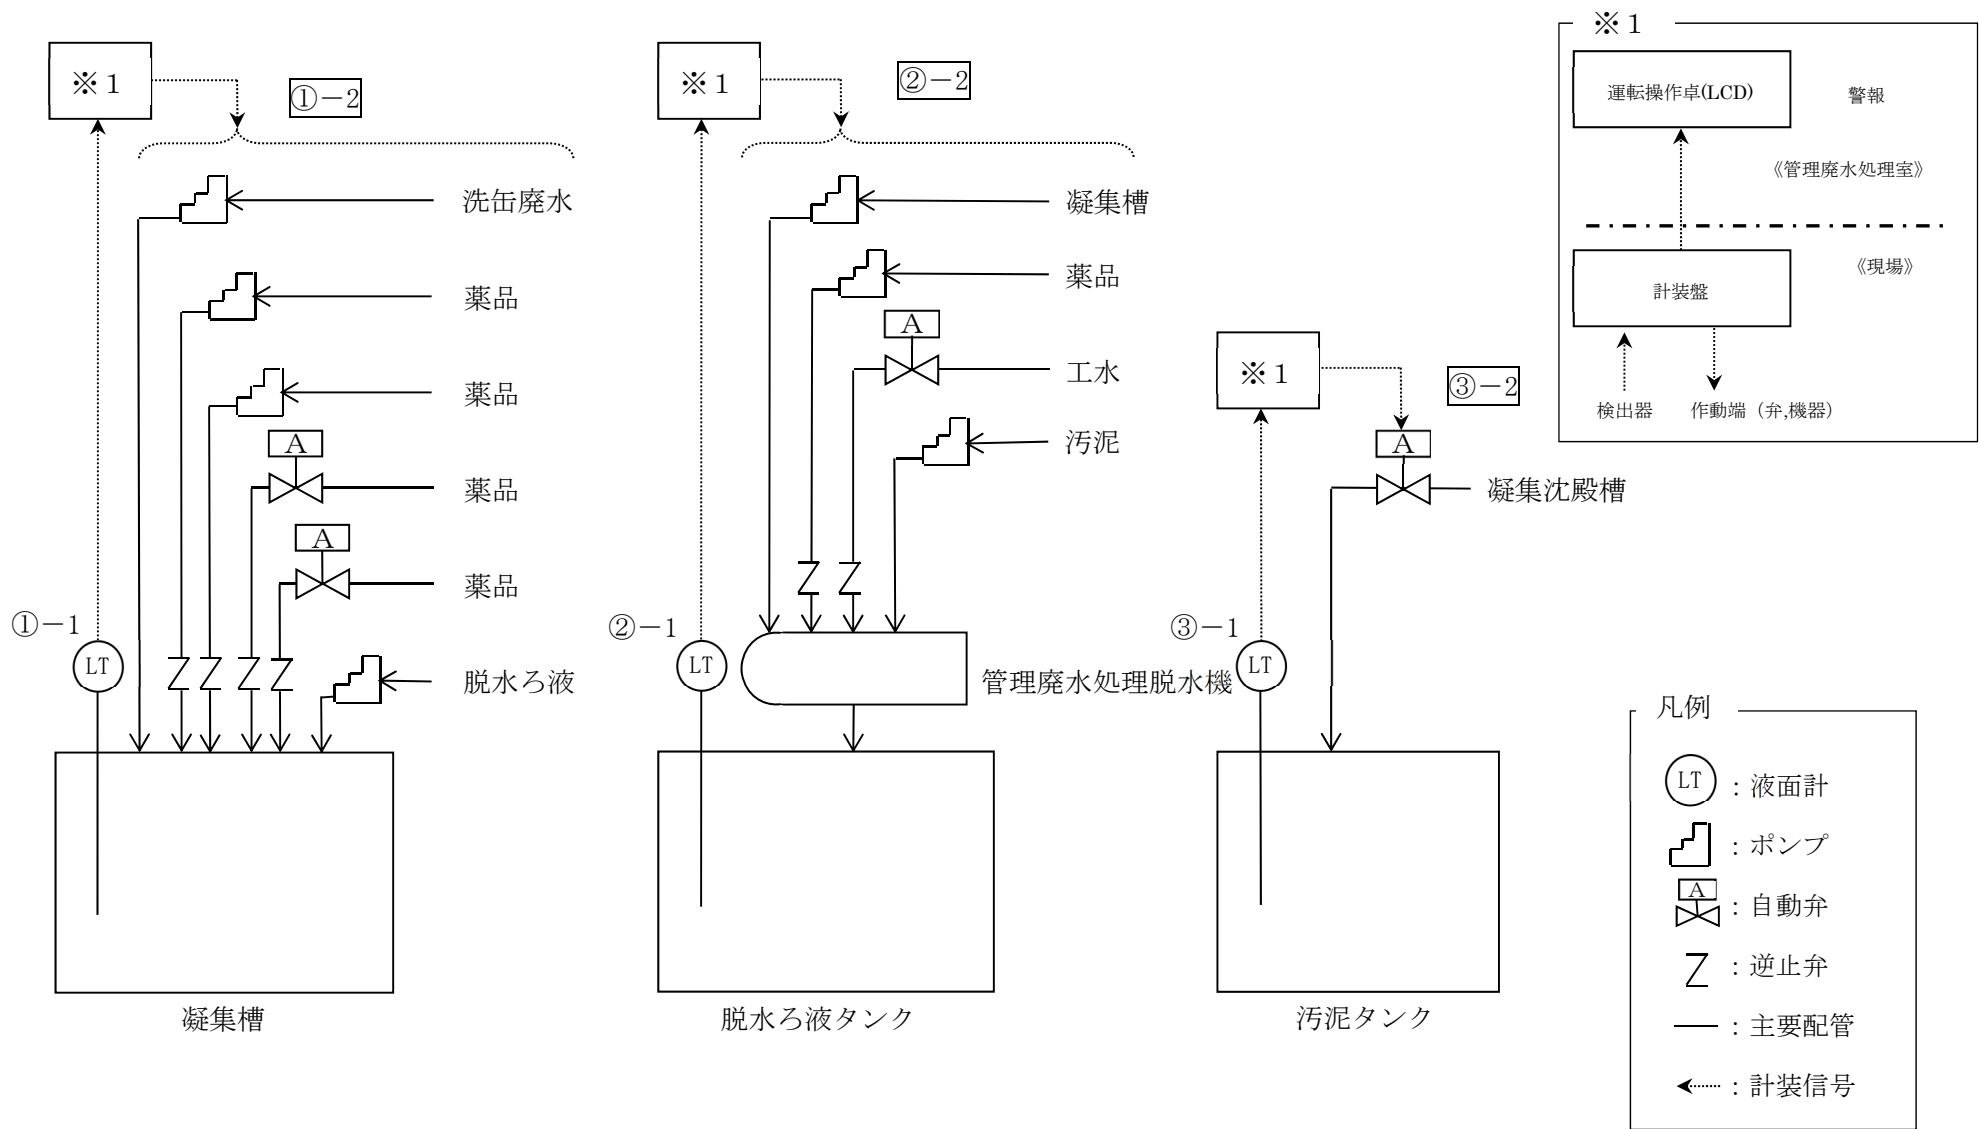 ※1
①-2
洗缶廃水
薬品
薬品
A
薬品
A
薬品
①-1
LT
脱水ろ液
凝集槽
※1
②-2
凝集槽
薬品
A
工水
汚泥
②-1
LT
管理廃水処理脱水機
脱水ろ液タンク
※1
③-2
A
凝集沈殿槽
③-1
LT
汚泥タンク
※1
運転操作卓(LCD)
警報
《管理廃水処理室》
《現場》
計装盤
検出器
作動端（弁,機器）
凡例
LT
：液面計
：ポンプ
A
：自動弁
：逆止弁
：主要配管
：計装信号